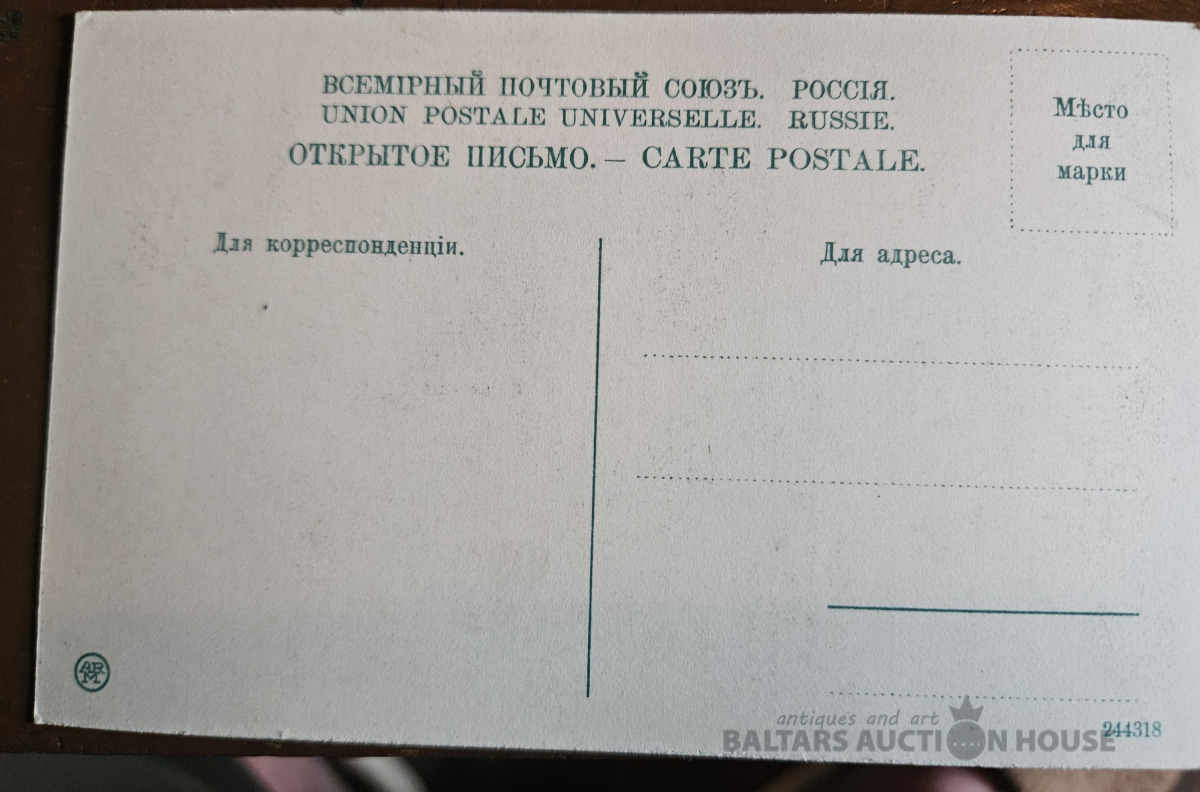 ВСЕМІРНЫЙ ПОЧТОВЫЙ СОЮЗЪ. РОССІЯ.
UNION POSTALE UNIVERSELLE. RUSSIE.
ОТКРЫТОЕ ПИСЬМО. — CARTE POSTALE.
Мѣсто
для
марки
Для корреспонденціи.
Для адреса.
ARM
antiques and art
BALTARS AUCTION HOUSE
244318